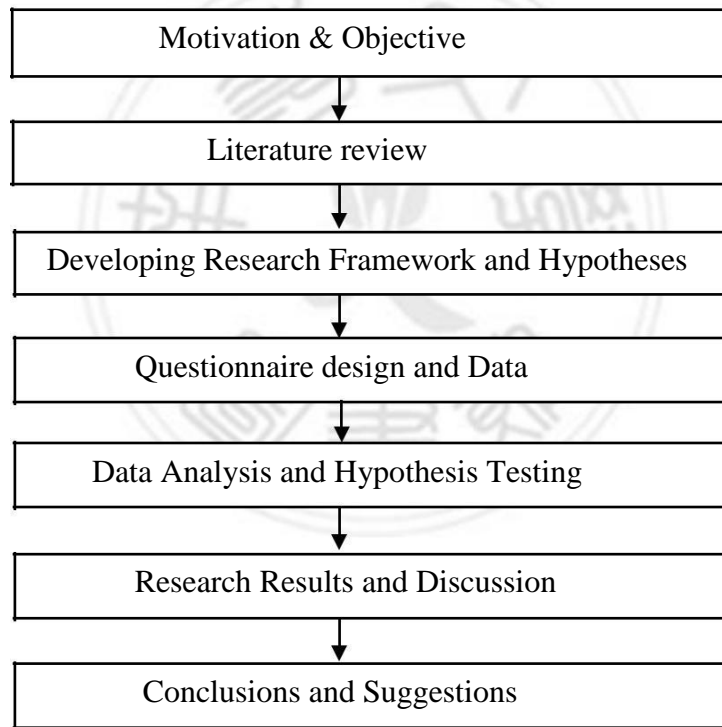 Motivation & Objective
Literature review
Developing Research Framework and Hypotheses
Questionnaire design and Data
Data Analysis and Hypothesis Testing
Research Results and Discussion
Conclusions and Suggestions